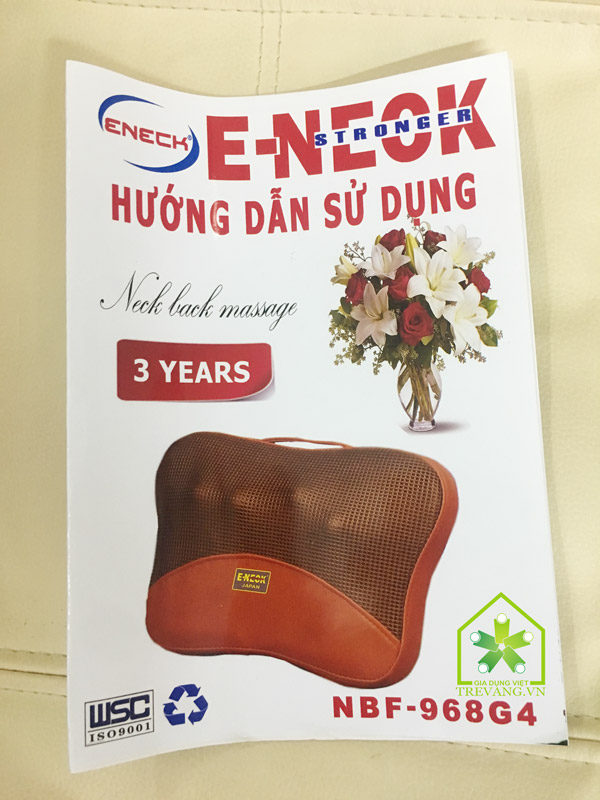 ENECK®
E-NECK
STRONGER
HƯỚNG DẪN SỬ DỤNG
Neck back massage
3 YEARS
E-NECK
JAPAN
GIA DỤNG VIỆT
TREVANG.VN
WSC
ISO9001
NBF-968G4